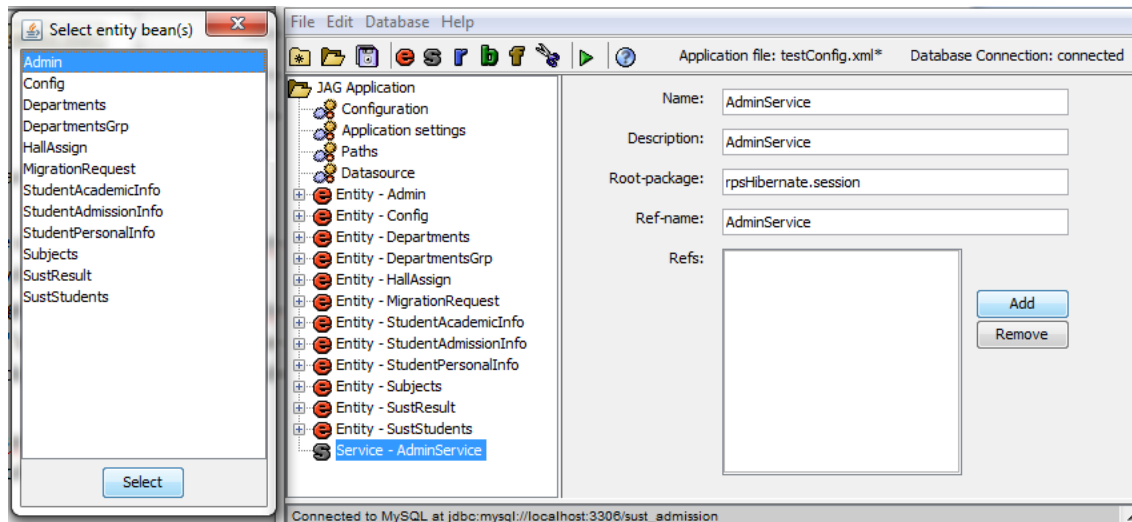 Select entity bean(s)
Admin
Config
Departments
DepartmentsGrp
HallAssign
MigrationRequest
StudentAcademicInfo
StudentAdmissionInfo
StudentPersonalInfo
Subjects
SustResult
SustStudents
Select
File Edit Database Help
e s r b f Application file: testConfig.xml* Database Connection: connected
JAG Application
Configuration
Application settings
Paths
Datasource
Entity - Admin
Entity - Config
Entity - Departments
Entity - DepartmentsGrp
Entity - HallAssign
Entity - MigrationRequest
Entity - StudentAcademicInfo
Entity - StudentAdmissionInfo
Entity - StudentPersonalInfo
Entity - Subjects
Entity - SustResult
Entity - SustStudents
Service - AdminService
Name: AdminService
Description: AdminService
Root-package: rpsHibernate.session
Ref-name: AdminService
Refs:
Add
Remove
Connected to MySQL at jdbc:mysql://localhost:3306/sust_admission